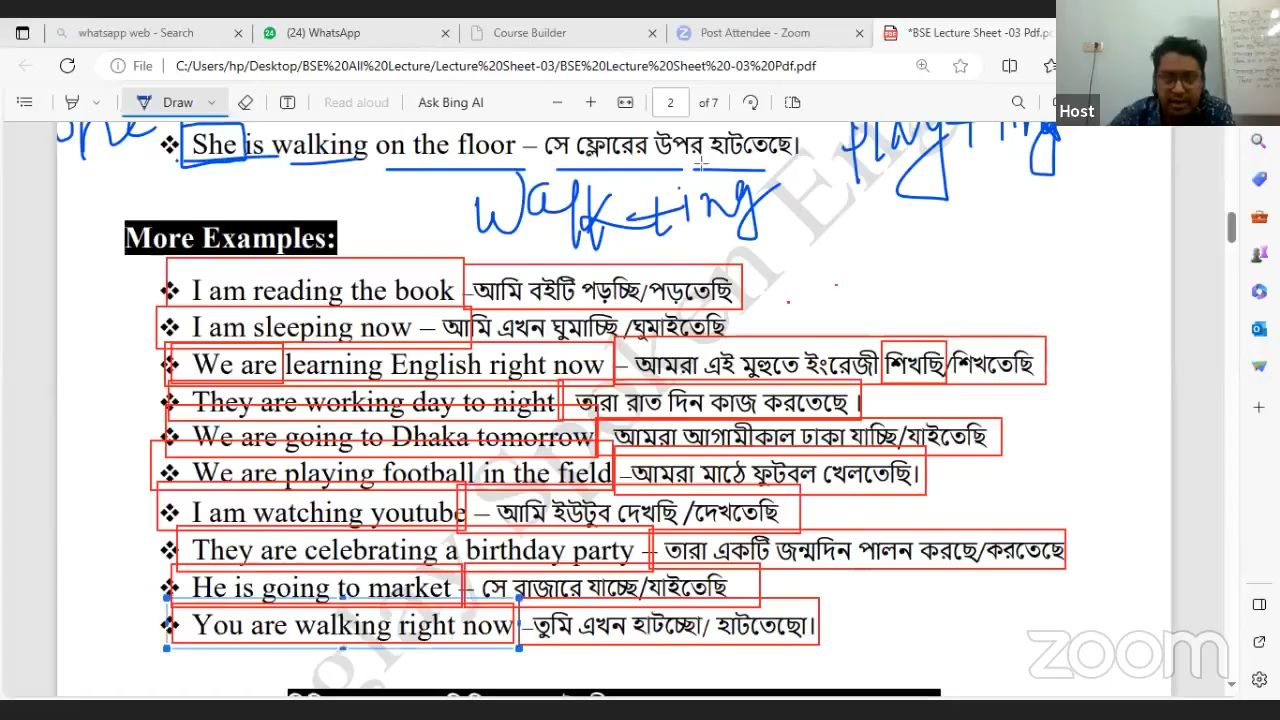 whatsapp web - Search
(24) WhatsApp
Course Builder
Post Attendee - Zoom
*BSE Lecture Sheet -03 Pdf.p
File
C:/Users/hp/Desktop/BSE%20All%20Lecture/Lecture%20Sheet-03/BSE%20Lecture%20Sheet%20-03%20Pdf.pdf
Draw
Read aloud
Ask Bing AI
2 of 7
Host
She
❖ She is walking on the floor – সে ফ্লোরের উপর হাটতেছে।
Play+ing
Walk+ing
More Examples:
❖ I am reading the book –আমি বইটি পড়চ্ছি/পড়তেছি
❖ I am sleeping now – আমি এখন ঘুমাচ্ছি /ঘুমাইতেছি
❖ We are learning English right now – আমরা এই মুহুতে ইংরেজী শিখছি/শিখতেছি
❖ They are working day to night তারা রাত দিন কাজ করতেছে।
❖ We are going to Dhaka tomorrow আমরা আগামীকাল ঢাকা যাচ্ছি/যাইতেছি
❖ We are playing football in the field –আমরা মাঠে ফুটবল খেলতেছি।
❖ I am watching youtube – আমি ইউটুব দেখছি /দেখতেছি
❖ They are celebrating a birthday party – তারা একটি জন্মদিন পালন করছে/করতেছে
❖ He is going to market – সে বাজারে যাচ্ছে/যাইতেছি
❖ You are walking right now –তুমি এখন হাটচ্ছো/ হাটতেছো।
zoom